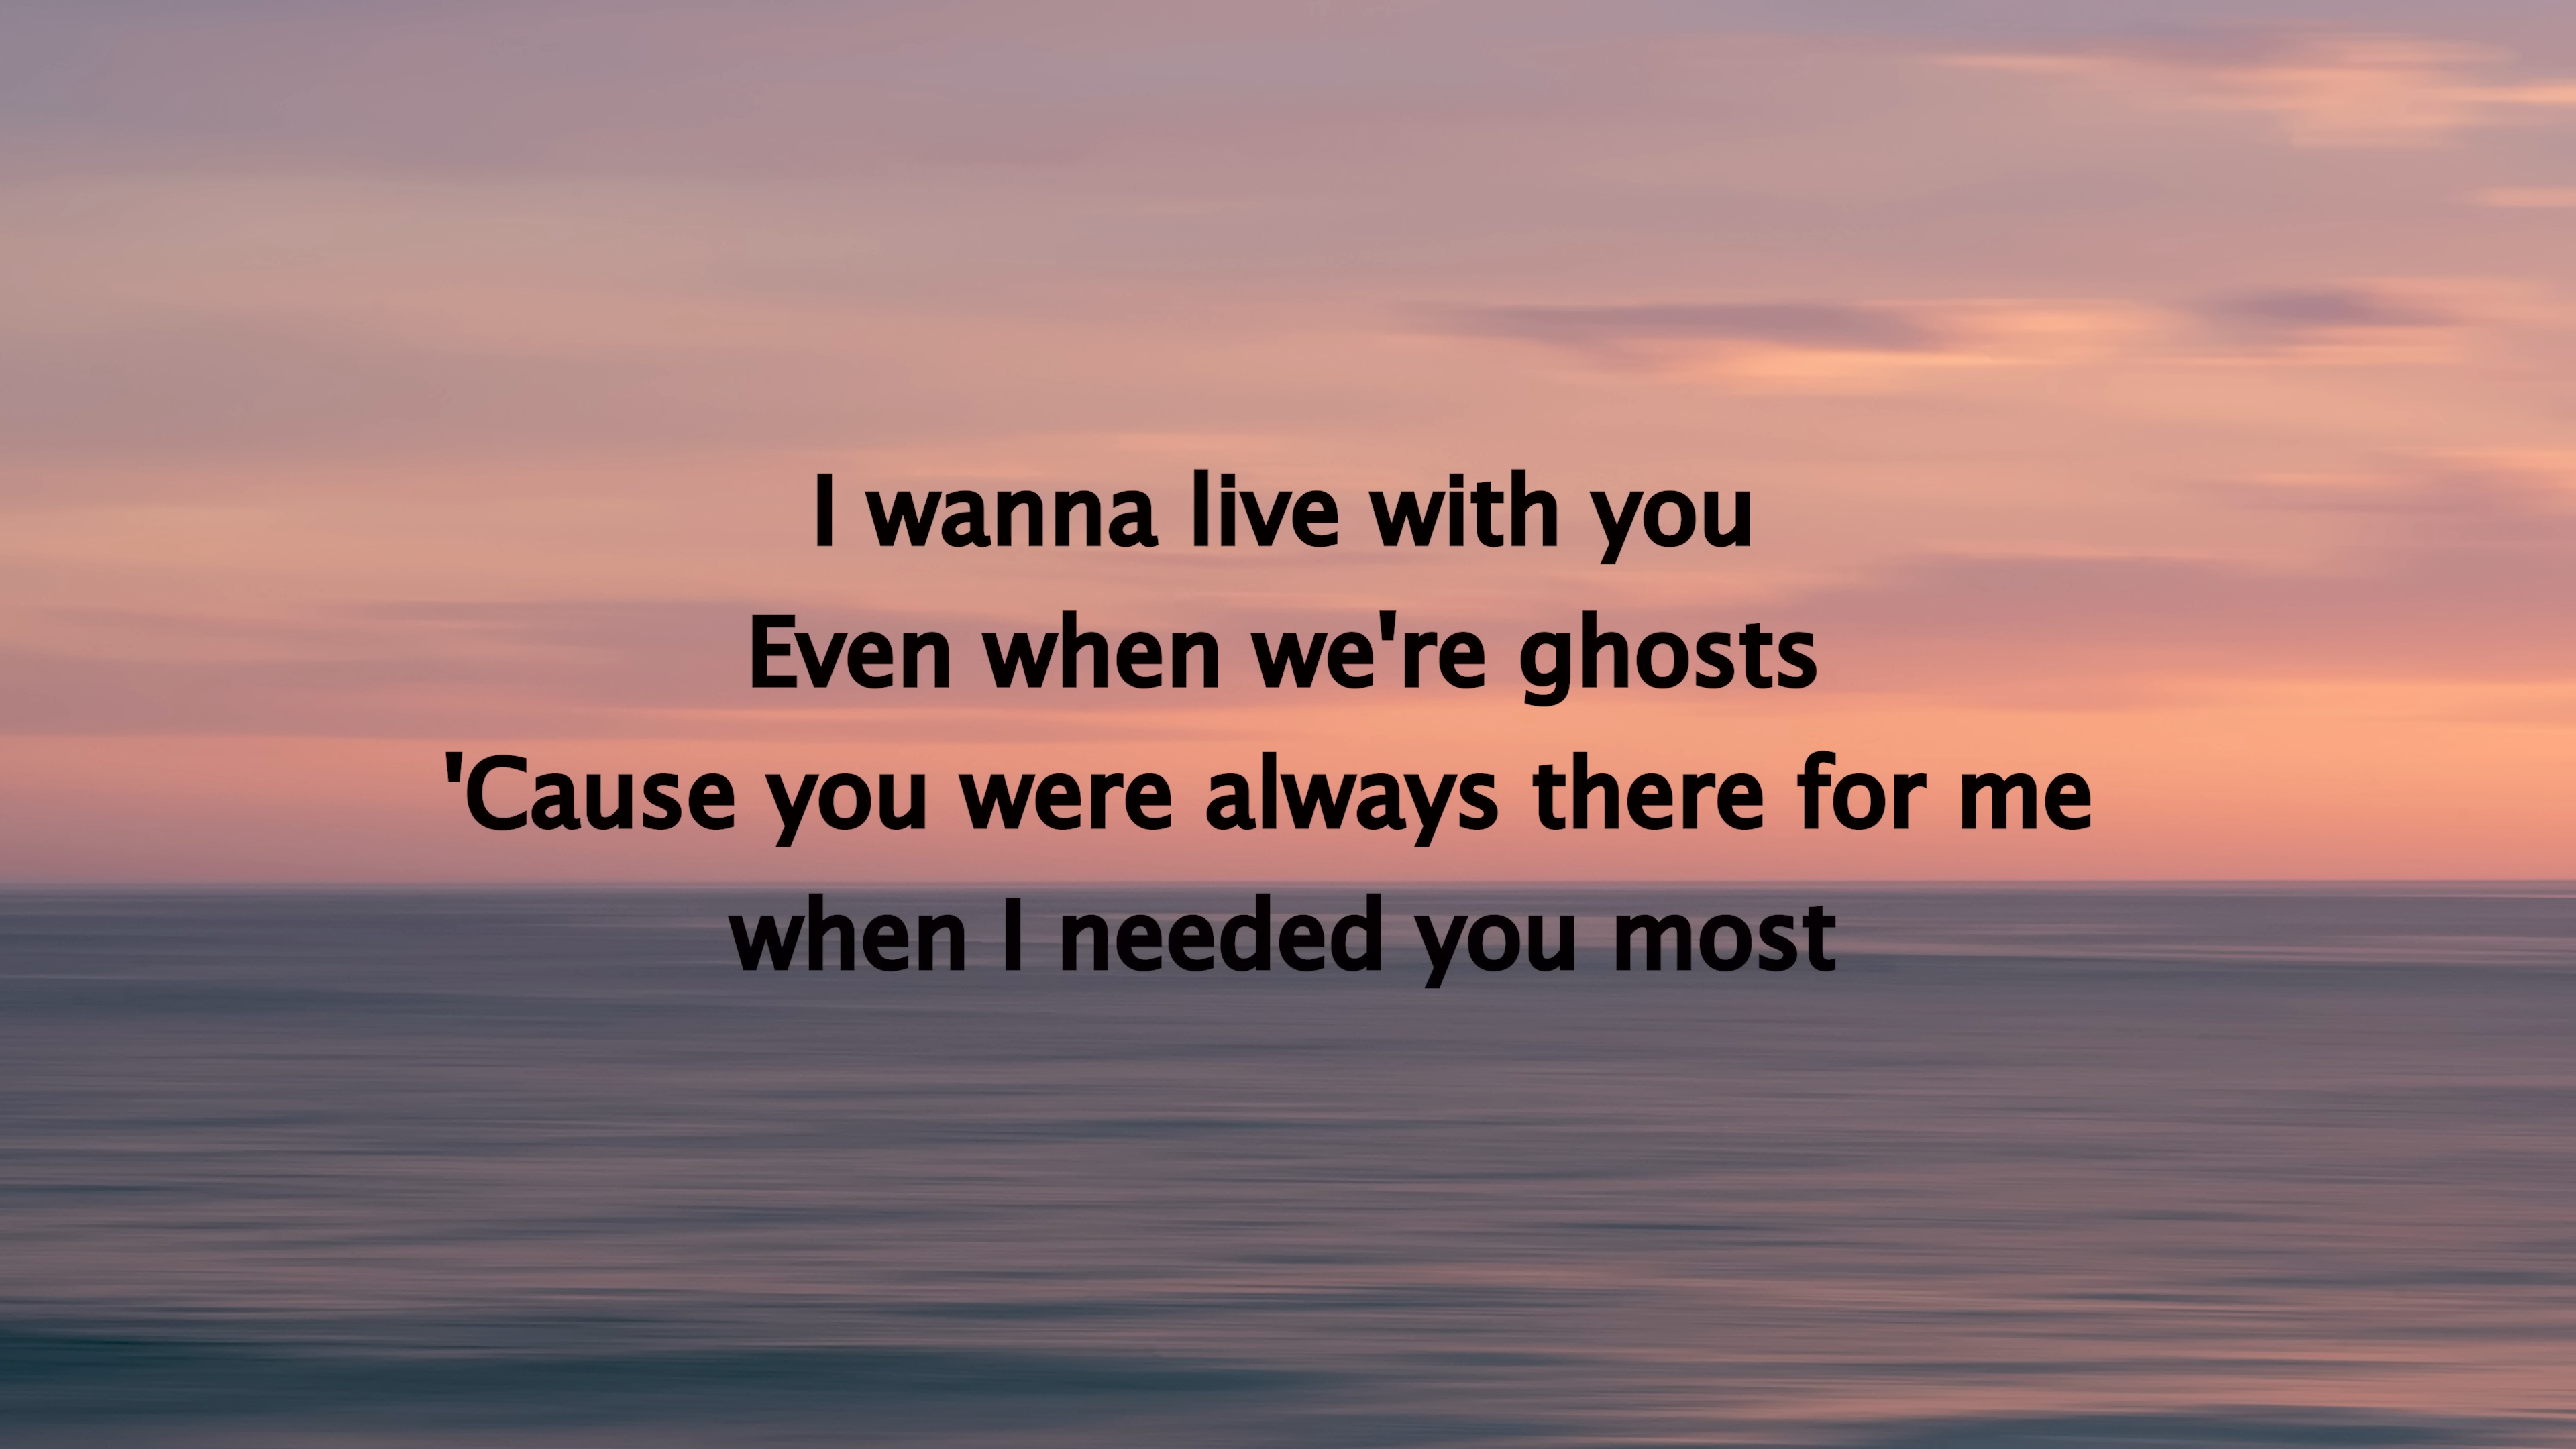 I wanna live with you
Even when we're ghosts
'Cause you were always there for me
when I needed you most